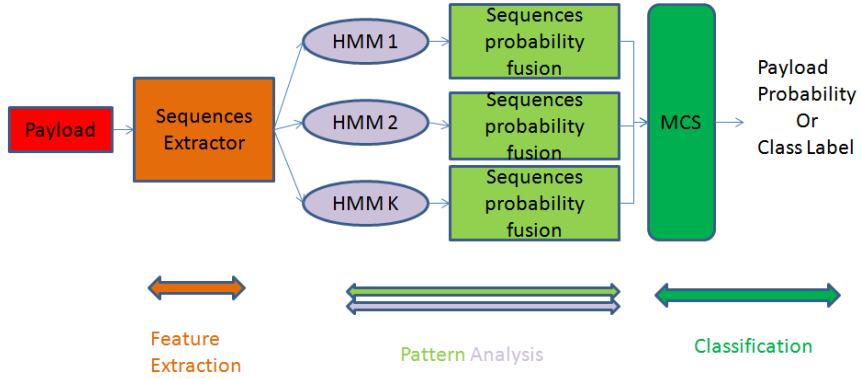 Payload
Sequences
Extractor
HMM 1
HMM 2
HMM K
Sequences
probability
fusion
Sequences
probability
fusion
Sequences
probability
fusion
MCS
Payload
Probability
Or
Class Label
Feature
Extraction
Pattern Analysis
Classification